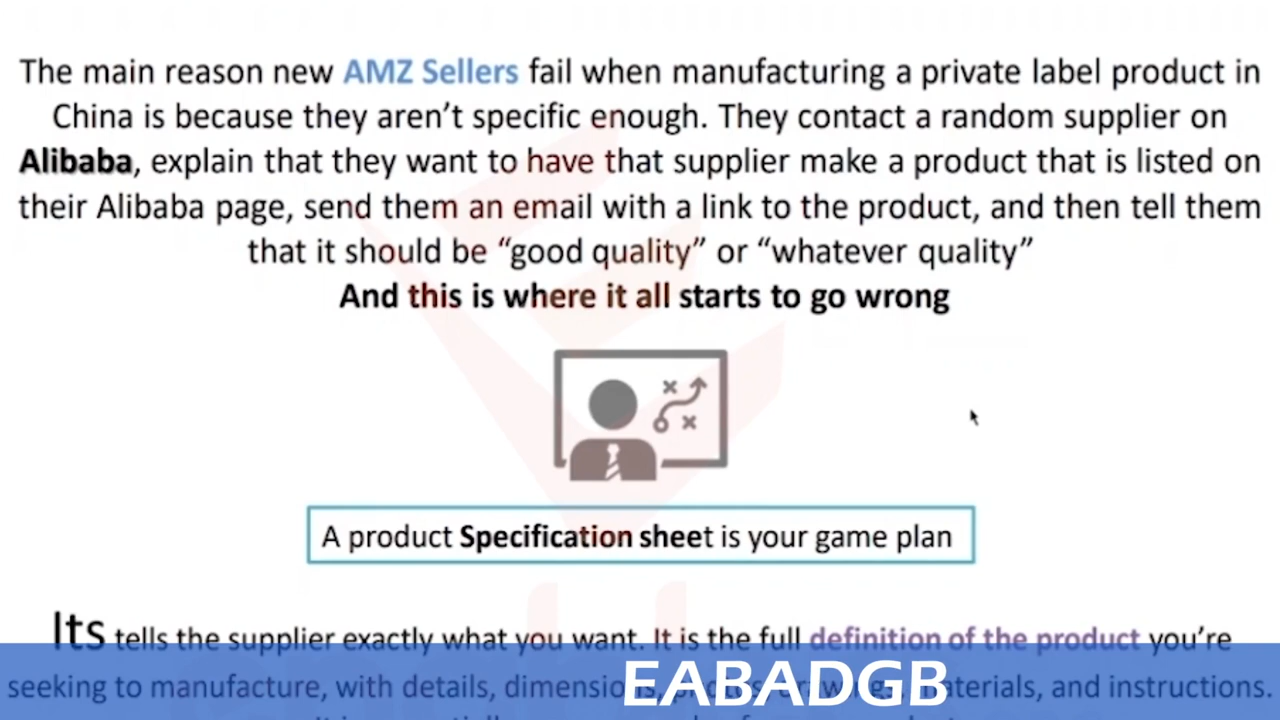 The main reason new AMZ Sellers fail when manufacturing a private label product in
China is because they aren’t specific enough. They contact a random supplier on
Alibaba, explain that they want to have that supplier make a product that is listed on
their Alibaba page, send them an email with a link to the product, and then tell them
that it should be “good quality” or “whatever quality”
And this is where it all starts to go wrong
A product Specification sheet is your game plan
Its tells the supplier exactly what you want. It is the full definition of the product you’re
seeking to manufacture, with details, materials, and instructions.
EABADGB